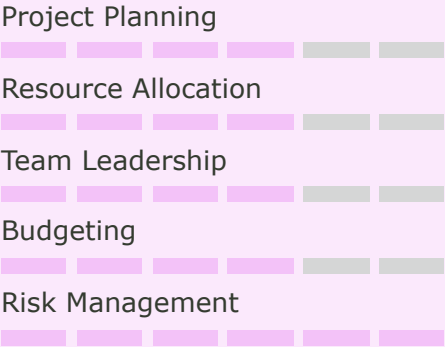 Project Planning
Resource Allocation
Team Leadership
Budgeting
Risk Management